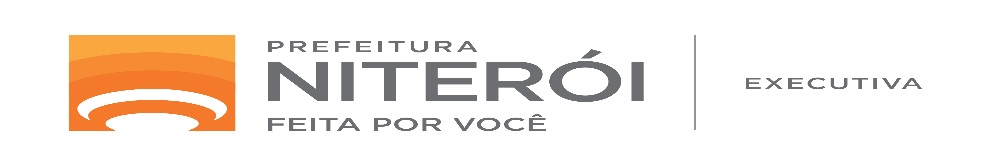 PREFEITURA
NITERÓI
FEITA POR VOCÊ
EXECUTIVA